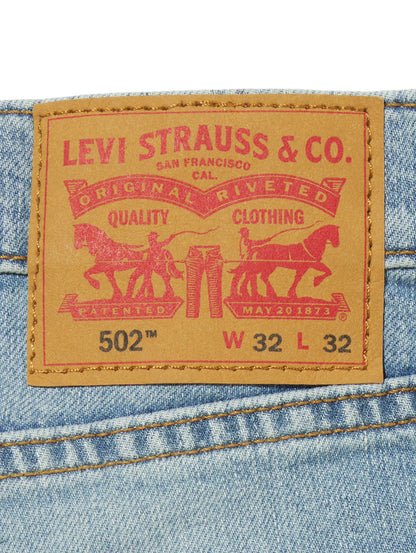 LEVI STRAUSS & CO.
SAN FRANCISCO
CAL.
ORIGINAL RIVETED
QUALITY CLOTHING
PATENTED MAY 20 1873 ®
502™ W 32 L 32